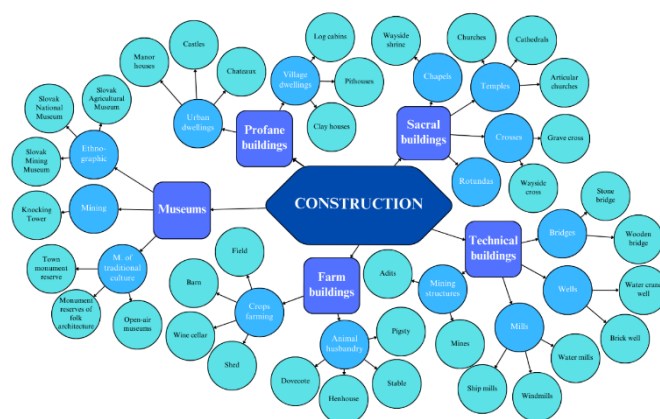 Log cabins
Wayside
shrine
Churches
Cathedrals
Castles
Manor
houses
Chateaux
Village
dwellings
Pithouses
Chapels
Temples
Articular
churches
Slovak
Agricultural
Museum
Slovak
National
Museum
Urban
dwellings
Profane
buildings
Clay houses
Sacral
buildings
Crosses
Grave cross
Ethno-
graphic
Slovak
Mining
Museum
Rotundas
Wayside
cross
Stone
bridge
Mining
Museums
CONSTRUCTION
Knocking
Tower
Technical
buildings
Bridges
Wooden
bridge
M. of
traditional
culture
Town
monument
reserve
Field
Farm
buildings
Adits
Mining
structures
Wells
Water crane
well
Barn
Monument
reserves of
folk
architecture
Open-air
museums
Crops
farming
Wine cellar
Shed
Animal
husbandry
Pigsty
Mines
Mills
Brick well
Water mills
Dovecote
Henhouse
Stable
Ship mills
Windmills